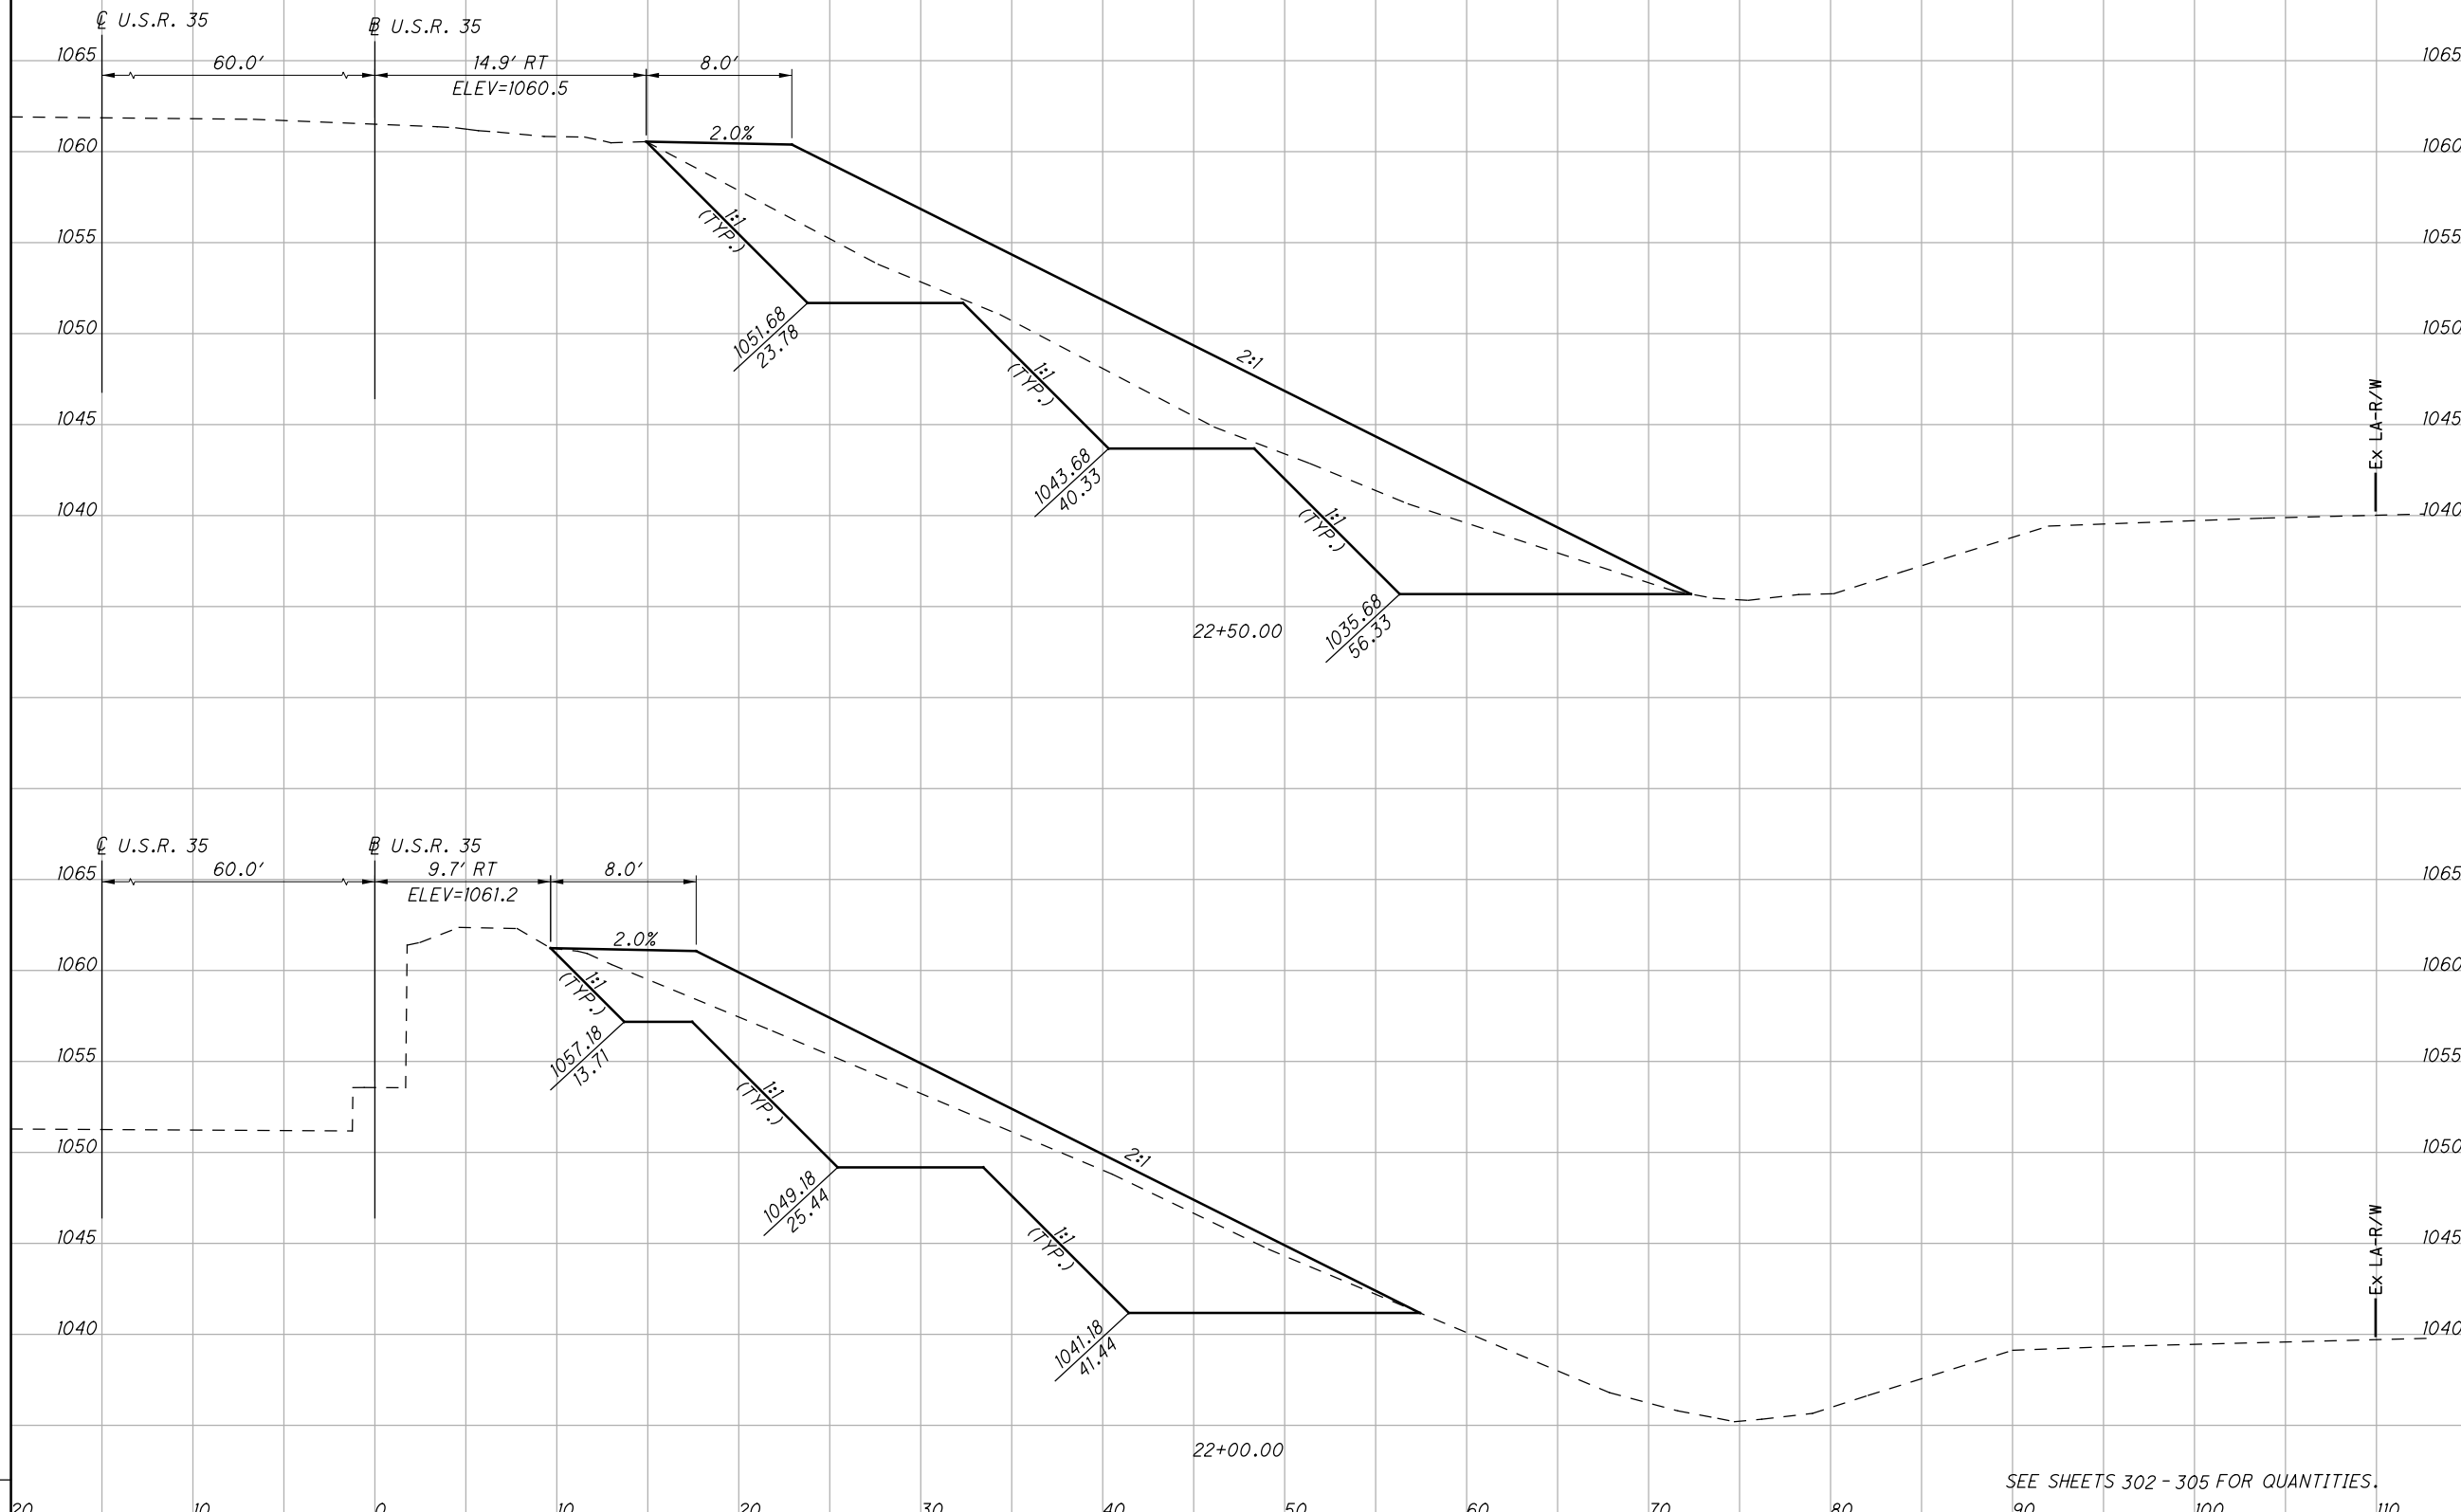 ℄ U.S.R. 35
B U.S.R. 35
1065
60.0'
14.9' RT
8.0'
1065
ELEV=1060.5
2.0%
1060
1060
1:1
(TYP.)
1055
1055
1051.68
23.78
1050
1050
1:1
(TYP.)
2:1
Ex LA-R/W
1045
1045
1043.68
40.33
1040
1:1
(TYP.)
1040
1035.68
56.33
22+50.00
℄ U.S.R. 35
B U.S.R. 35
1065
60.0'
9.7' RT
8.0'
1065
ELEV=1061.2
2.0%
1060
1060
1:1
(TYP.)
1055
1055
1057.18
13.71
1:1
(TYP.)
1050
2:1
1050
1049.18
25.44
1045
1:1
(TYP.)
Ex LA-R/W
1045
1040
1040
1041.18
41.44
22+00.00
SEE SHEETS 302 - 305 FOR QUANTITIES.
20 10 0 10 20 30 40 50 60 70 80 90 100 110